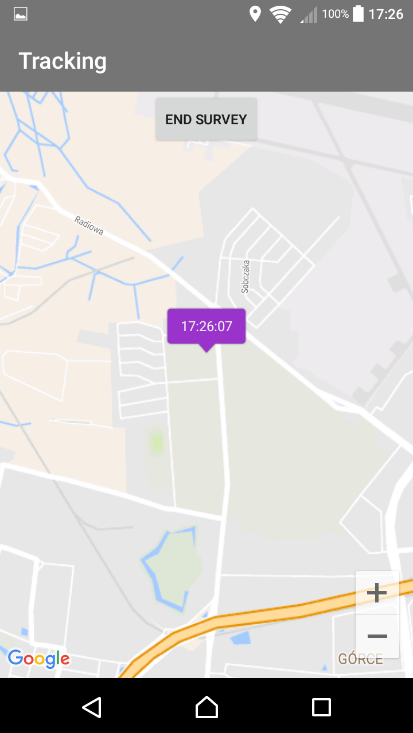 100% 17:26
Tracking
END SURVEY
Radiowa
Sobczaka
17:26:07
Google
GÓRCE